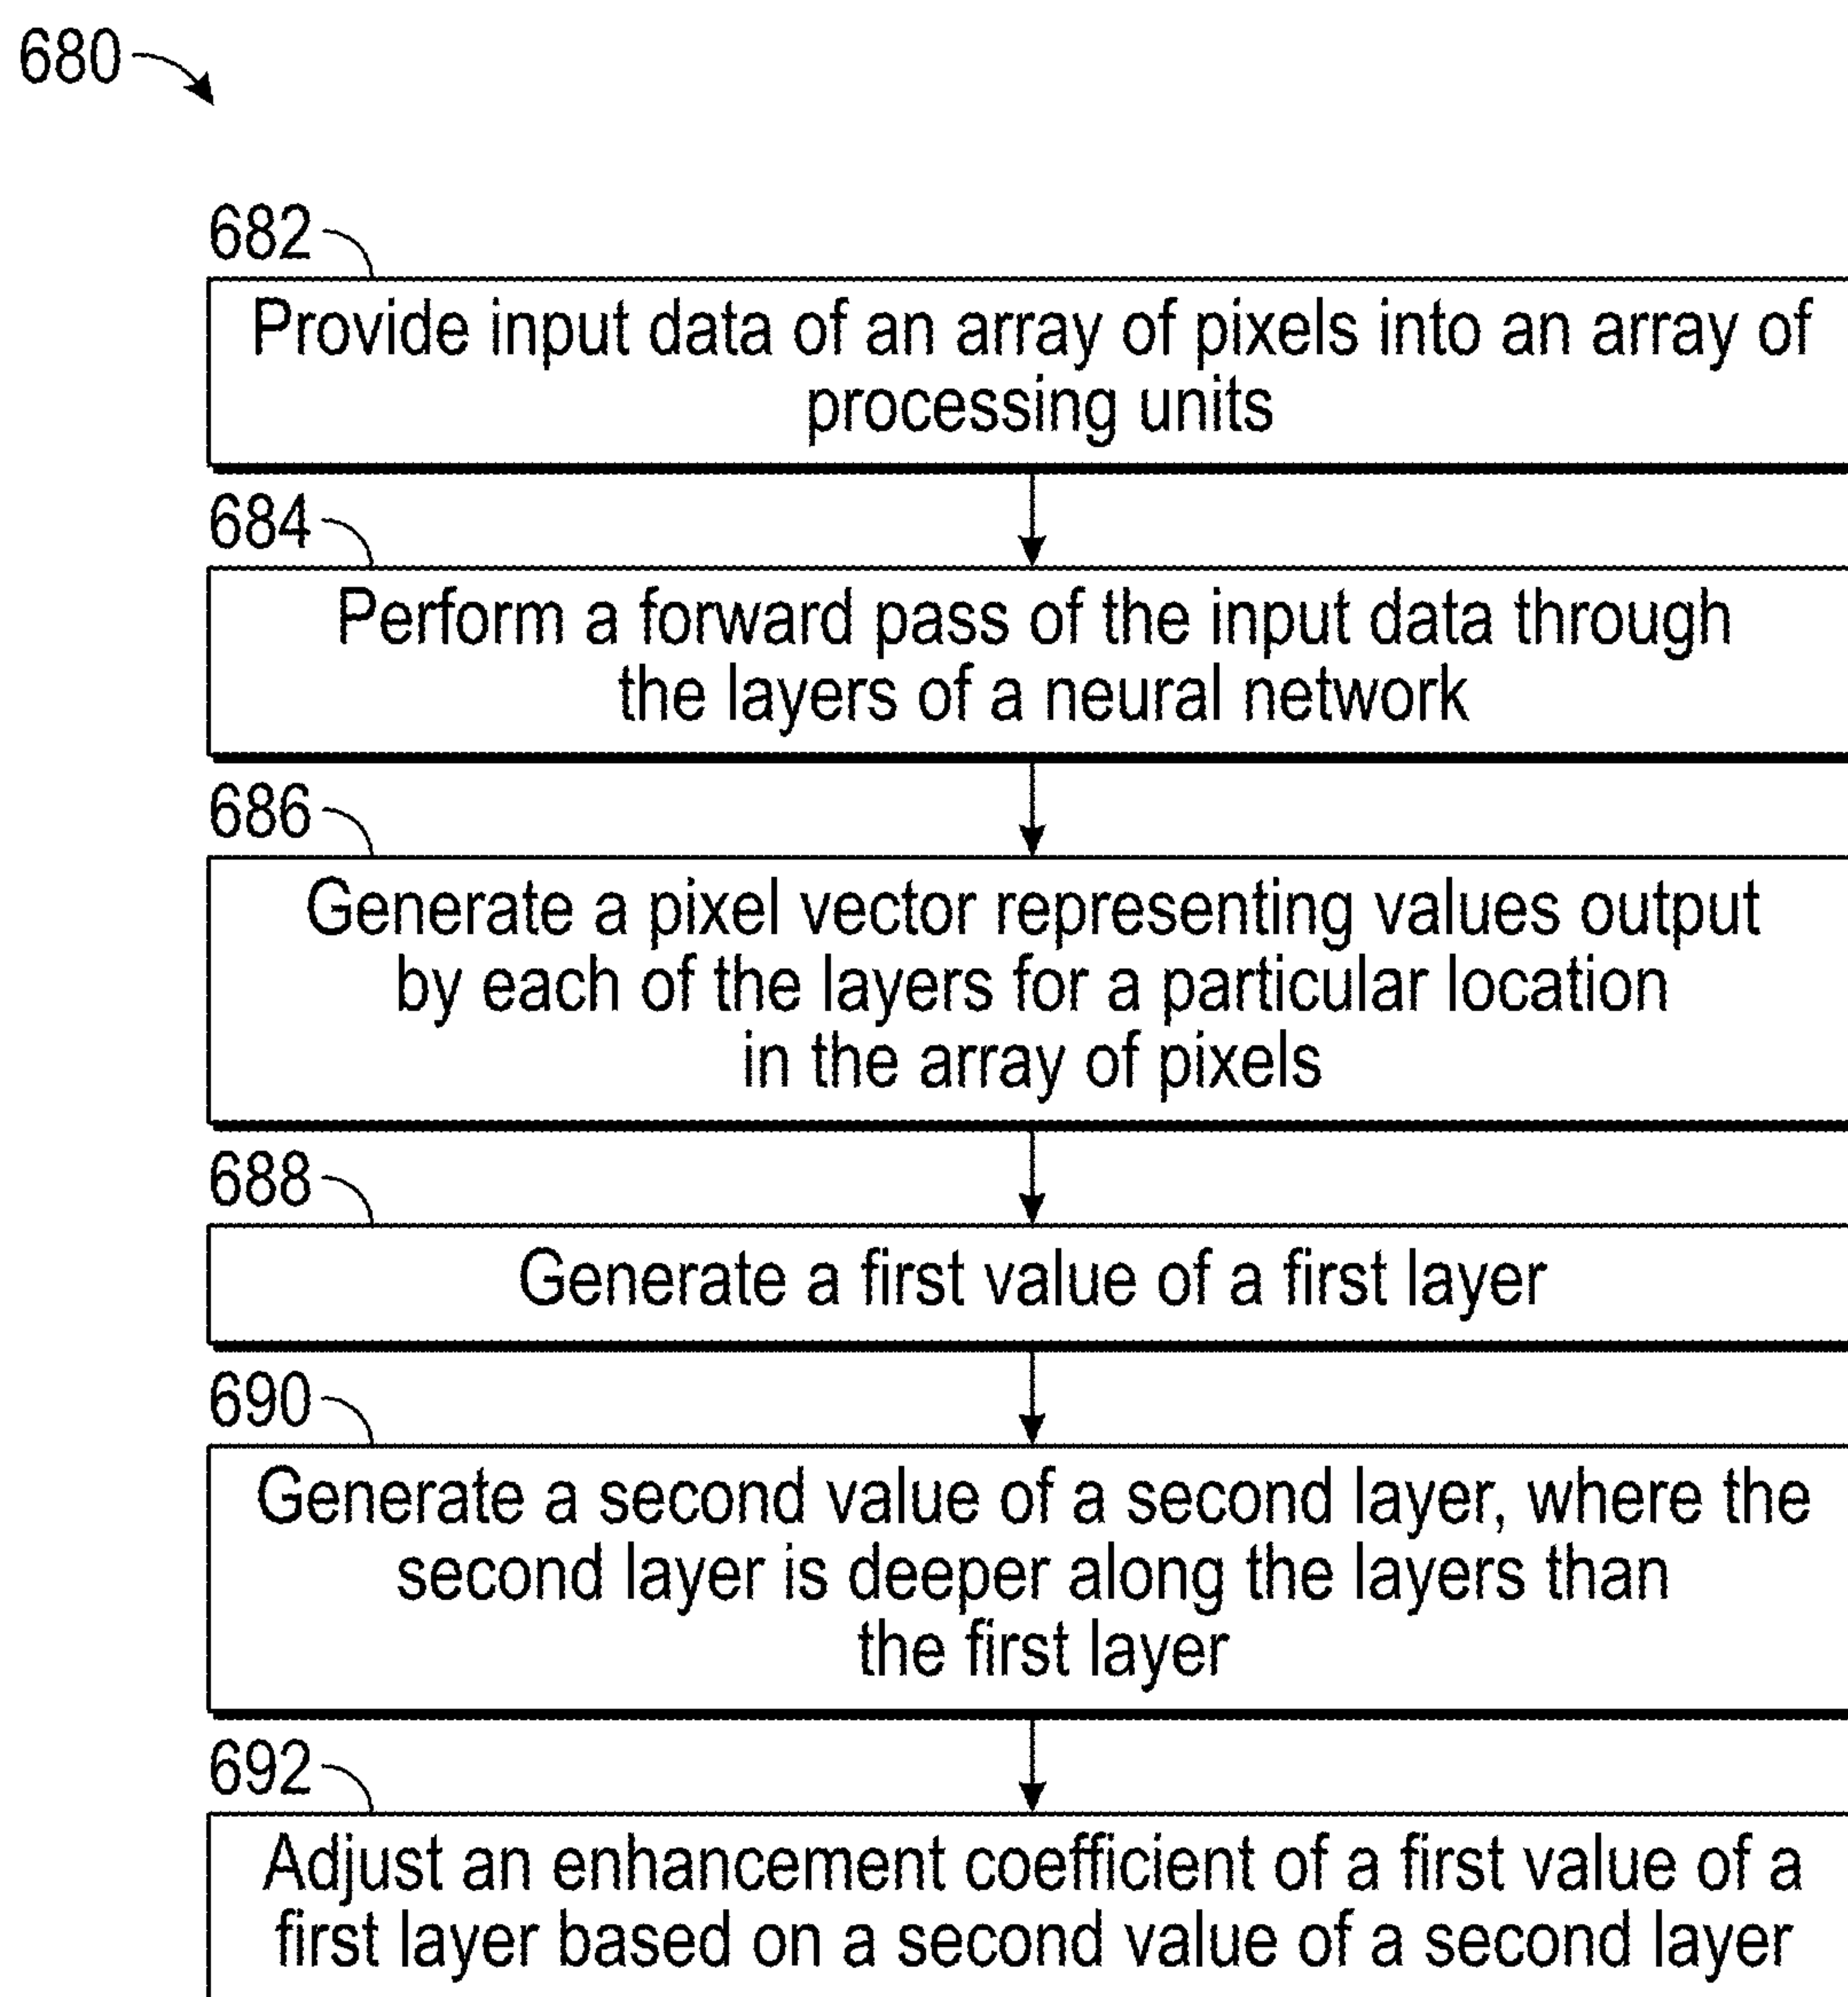 680
682
Provide input data of an array of pixels into an array of
processing units
684
Perform a forward pass of the input data through
the layers of a neural network
686
Generate a pixel vector representing values output
by each of the layers for a particular location
in the array of pixels
688
Generate a first value of a first layer
690
Generate a second value of a second layer, where the
second layer is deeper along the layers than
the first layer
692
Adjust an enhancement coefficient of a first value of a
first layer based on a second value of a second layer